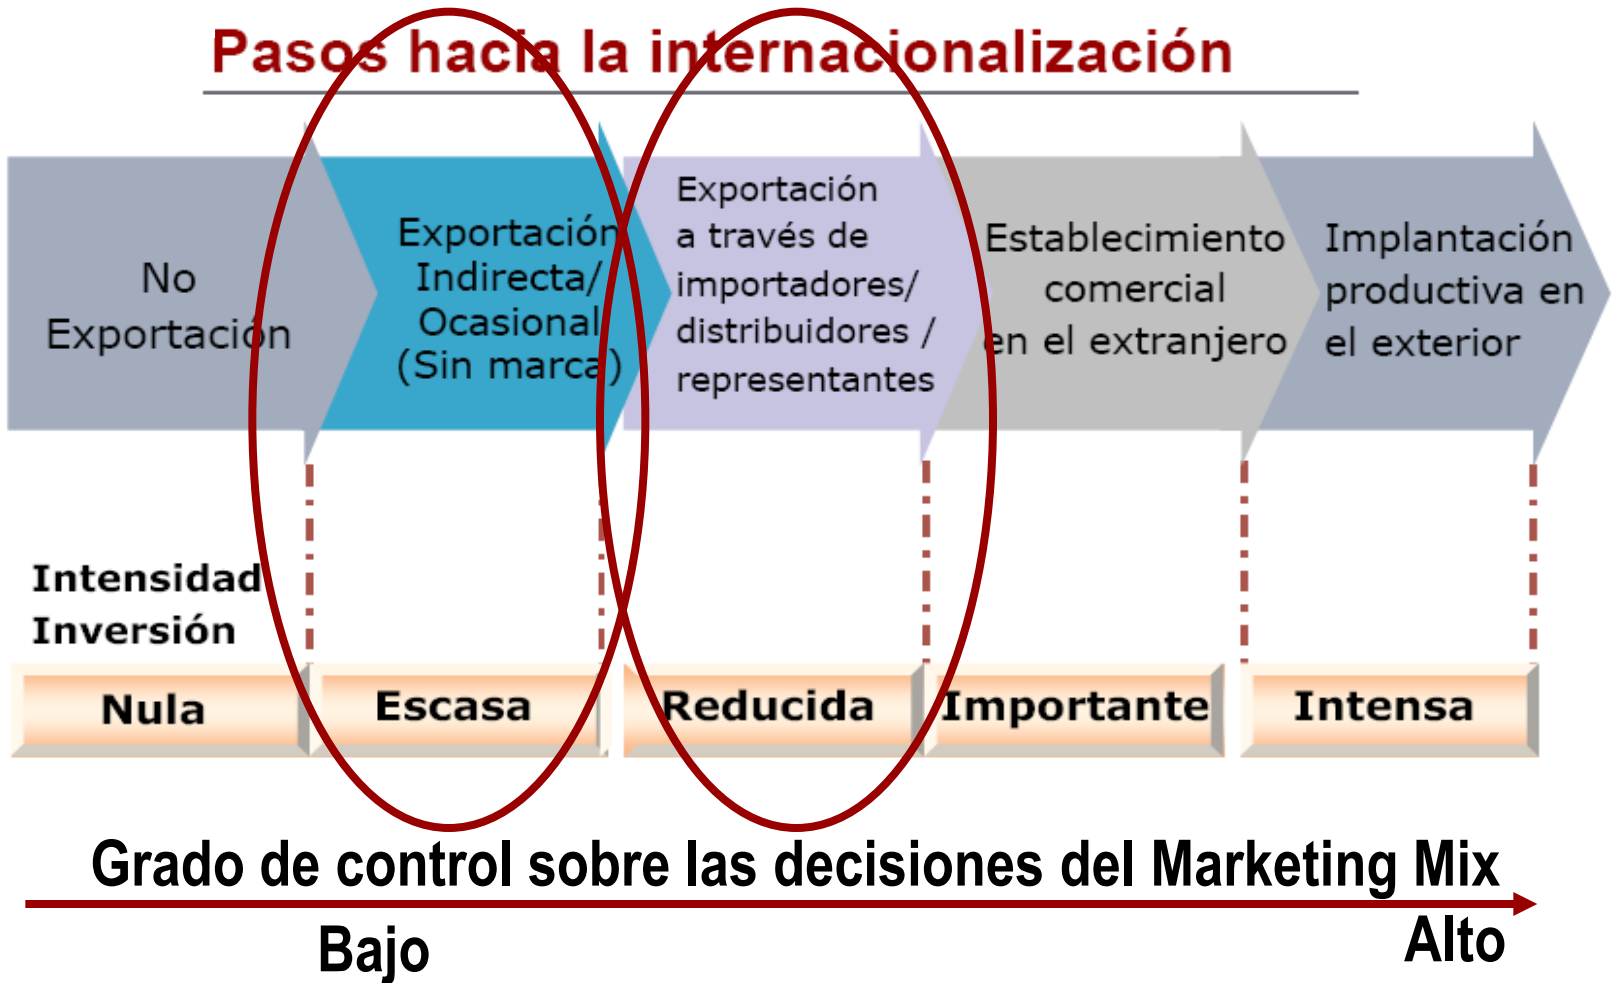 Pasos hacia la internacionalización
No
Exportación
Exportación
Indirecta/
Ocasional
(Sin marca)
Exportación
a través de
importadores/
distribuidores /
representantes
Establecimiento
comercial
en el extranjero
Implantación
productiva en
el exterior
Intensidad
Inversión
Nula
Escasa
Reducida
Importante
Intensa
Grado de control sobre las decisiones del Marketing Mix
Bajo
Alto